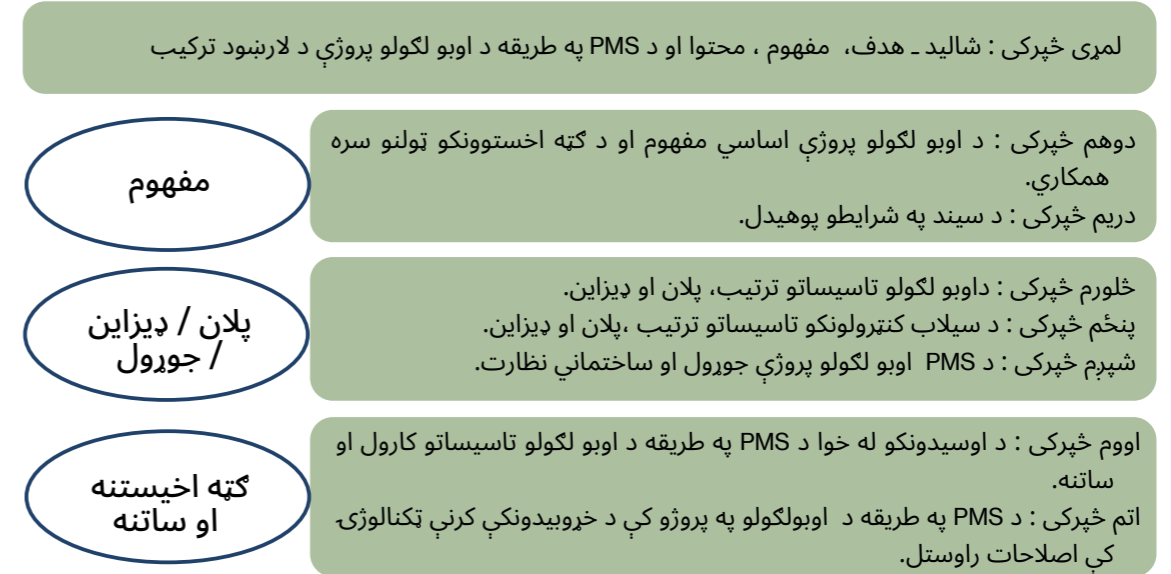 لمړی څپرکی : شالید ـ هدف، مفهوم ، محتوا او د PMS په طریقه د اوبو لګولو پروژې د لارښود ترکیب
مفهوم
دوهم څپرکی : د اوبو لګولو پروژې اساسي مفهوم او د ګټه اخستوونکو ټولنو سره
همکاري.
دریم څپرکی : د سیند په شرایطو پوهیدل.
پلان / ډیزاین
/ جوړول
څلورم څپرکی : داوبو لګولو تاسیساتو ترتیب، پلان او ډیزاین.
پنځم څپرکی : د سیلاب کنټرولونکو تاسیساتو ترتیب ،پلان او ډیزاین.
شپږم څپرکی : د PMS اوبو لګولو پروژې جوړول او ساختماني نظارت.
ګټه اخیستنه
او ساتنه
اووم څپرکی : د اوسیدونکو له خوا د PMS په طریقه د اوبو لګولو تاسیساتو کارول او
ساتنه.
اتم څپرکی : د PMS په طریقه د اوبولګولو په پروژو کې د خړوبیدونکې کرنې ټکنالوژۍ
کې اصلاحات راوستل.